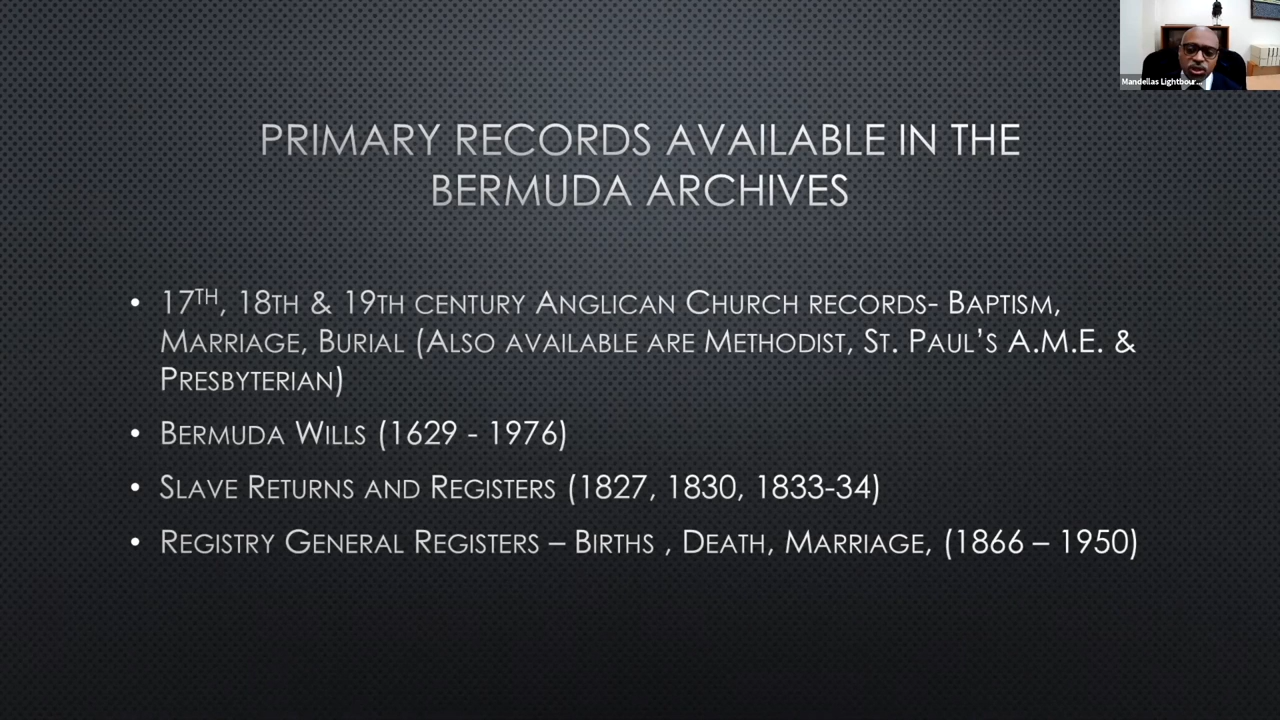 Mandellas Lightbour...
PRIMARY RECORDS AVAILABLE IN THE
BERMUDA ARCHIVES
• 17TH, 18TH & 19TH CENTURY ANGLICAN CHURCH RECORDS- BAPTISM,
MARRIAGE, BURIAL (ALSO AVAILABLE ARE METHODIST, ST. PAUL'S A.M.E. &
PRESBYTERIAN)
• BERMUDA WILLS (1629 - 1976)
• SLAVE RETURNS AND REGISTERS (1827, 1830, 1833-34)
• REGISTRY GENERAL REGISTERS – BIRTHS , DEATH, MARRIAGE, (1866 – 1950)